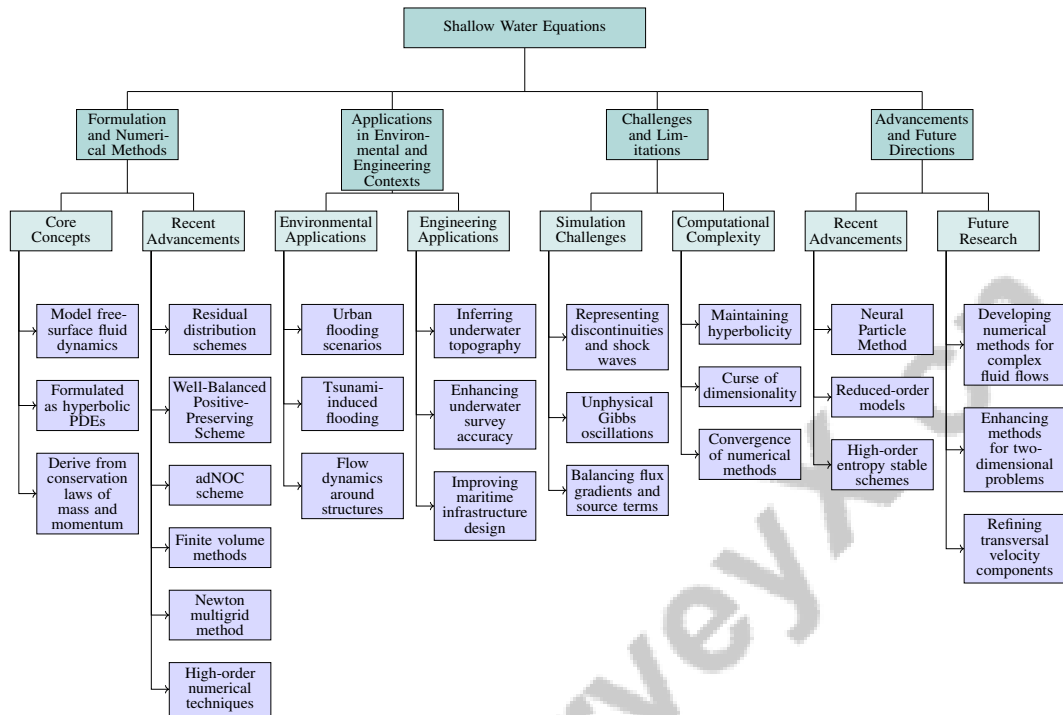 Shallow Water Equations
Formulation
and Numeri-
cal Methods
Applications
in Environ-
mental and
Engineering
Contexts
Challenges
and Lim-
itations
Advancements
and Future
Directions
Core
Concepts
Recent
Advancements
Environmental
Applications
Engineering
Applications
Simulation
Challenges
Computational
Complexity
Recent
Advancements
Future
Research
Model free-
surface fluid
dynamics
Formulated
as hyperbolic
PDEs
Derive from
conservation
laws of
mass and
momentum
Residual
distribution
schemes
Well-Balanced
Positive-
Preserving
Scheme
adNOC
scheme
Finite volume
methods
Newton
multigrid
method
High-order
numerical
techniques
Urban
flooding
scenarios
Tsunami-
induced
flooding
Flow
dynamics
around
structures
Inferring
underwater
topography
Enhancing
underwater
survey
accuracy
Improving
maritime
infrastructure
design
Representing
discontinuities
and shock
waves
Unphysical
Gibbs
oscillations
Balancing flux
gradients and
source terms
Maintaining
hyperbolicity
Curse of
dimensionality
Convergence
of numerical
methods
Neural
Particle
Method
Reduced-order
models
High-order
entropy stable
schemes
Developing
numerical
methods for
complex
fluid flows
Enhancing
methods
for two-
dimensional
problems
Refining
transversal
velocity
components